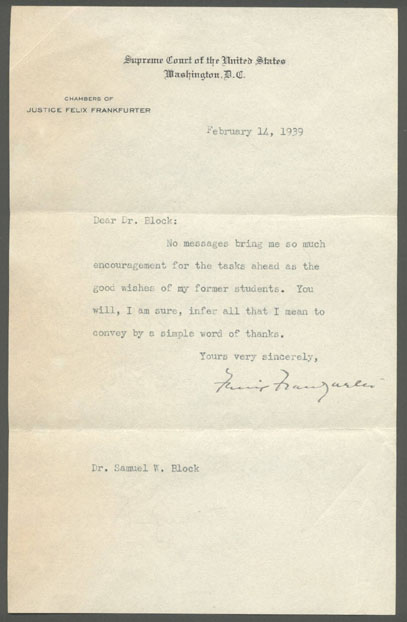 Supreme Court of the United States
Washington, D.C.
CHAMBERS OF
JUSTICE FELIX FRANKFURTER
February 14, 1939
Dear Dr. Block:
No messages bring me so much
encouragement for the tasks ahead as the
good wishes of my former students. You
will, I am sure, infer all that I mean to
convey by a simple word of thanks.
Yours very sincerely,
Felix Frankfurter
Dr. Samuel W. Block